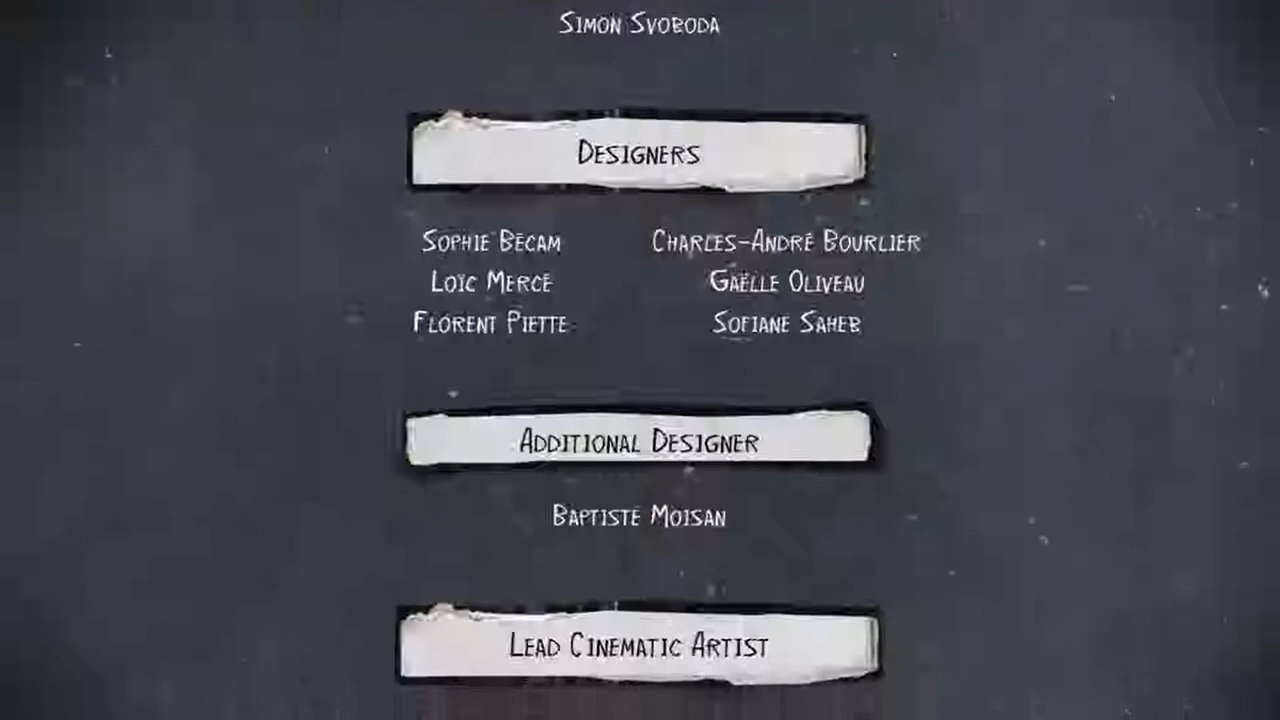 Simon Svoboda
Designers
Sophie Bécam
Charles-André Bourlier
Loïc Mercé
Gaëlle Oliveau
Florent Piette
Sofiane Saheb
Additional Designer
Baptiste Moisan
Lead Cinematic Artist